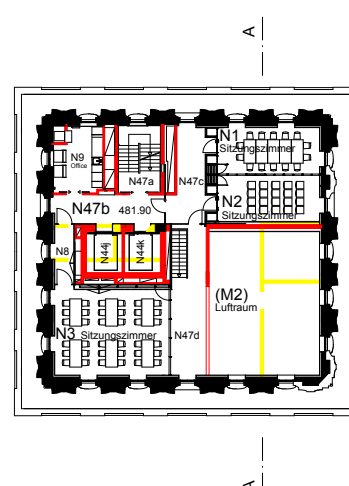 A
N1
Sitzungszimmer
N9
Office
N47a
N47c
N2
Sitzungszimmer
N47b
481.90
N8
N44j
N44k
(M2)
Luftraum
N3 Sitzungszimmer
N47d
A